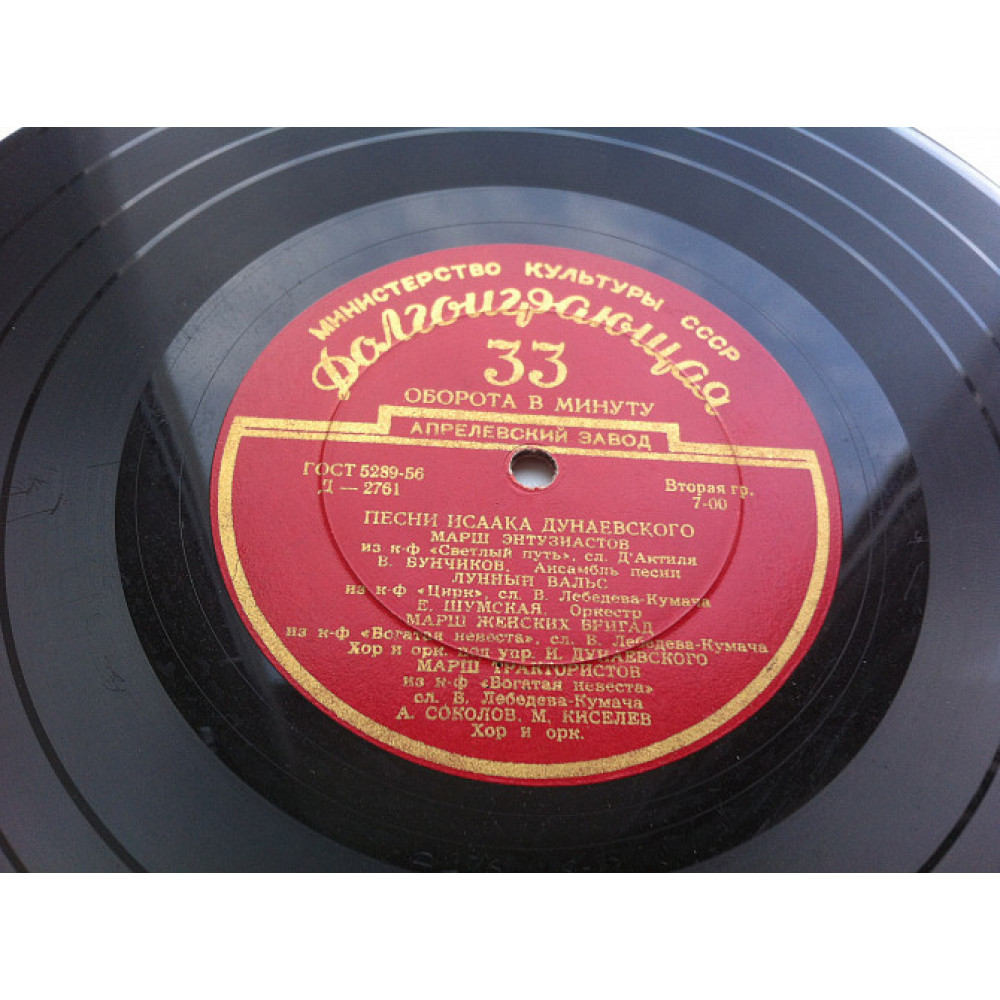 МИНИСТЕРСТВО КУЛЬТУРЫ СССР
Долгоиграющая
33
ОБОРОТА В МИНУТУ
АПРЕЛЕВСКИЙ ЗАВОД
ГОСТ 5289-56
Д — 2761
Вторая гр.
7-00
ПЕСНИ ИСААКА ДУНАЕВСКОГО
МАРШ ЭНТУЗИАСТОВ
из к-ф «Светлый путь», сл. Д'Актиля
В. БУНЧИКОВ. Ансамбль песни
ЛУННЫЙ ВАЛЬС
из к-ф «Цирк», сл. В. Лебедева-Кумача
Е. ШУМСКАЯ. Оркестр
МАРШ ЖЕНСКИХ БРИГАД
из к-ф «Богатая невеста», сл. В. Лебедева-Кумача
Хор и орк. под упр. И. ДУНАЕВСКОГО
МАРШ ТРАКТОРИСТОВ
из к-ф «Богатая невеста»
сл. В. Лебедева-Кумача
А. СОКОЛОВ, М. КИСЕЛЕВ
Хор и орк.